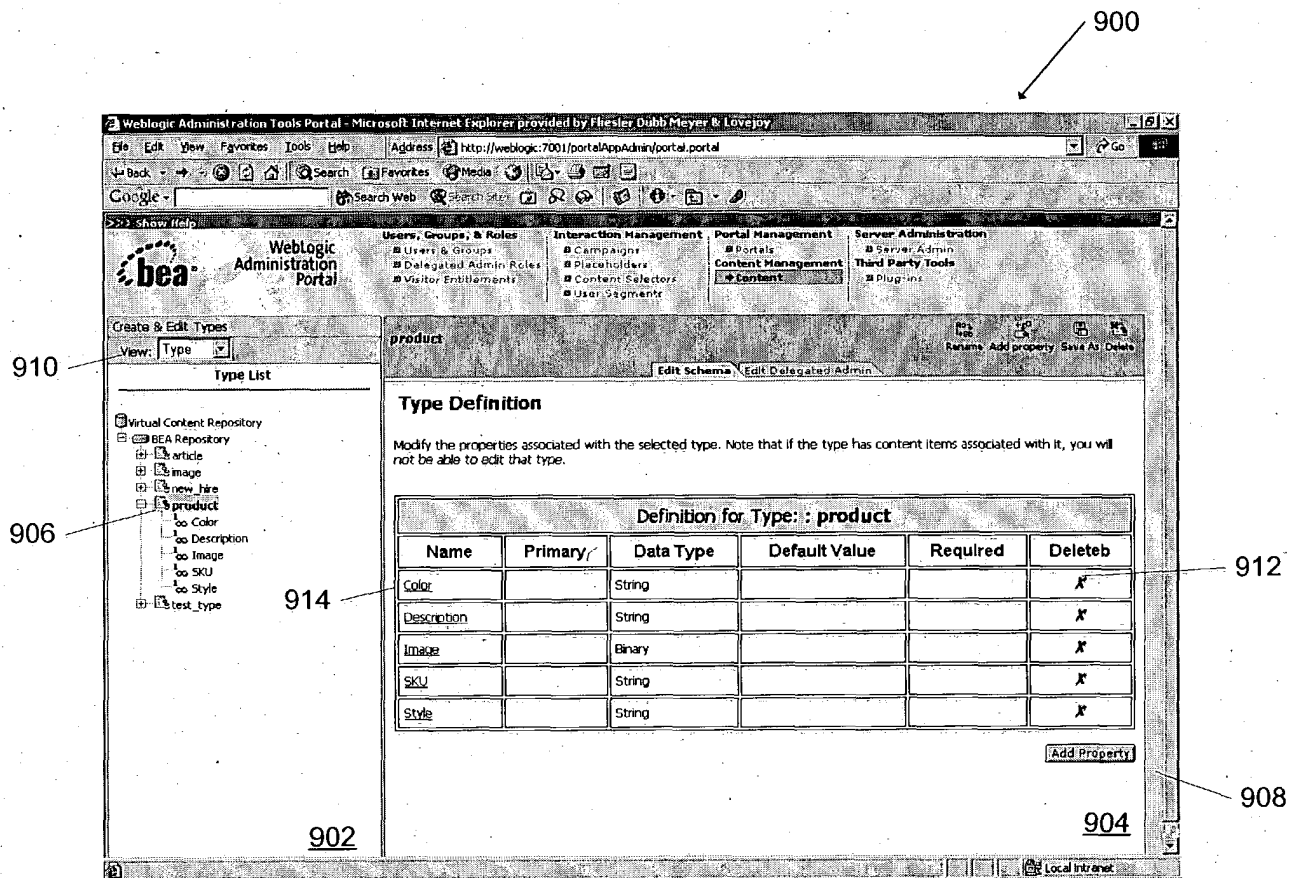 900
Weblogic Administration Tools Portal - Microsoft Internet Explorer provided by Fliesler Dubb Meyer & Lovejoy
File Edit View Favorites Tools Help Address http://weblogic:7001/portalAppAdmin/portal.portal Go
Back Search Favorites Media
Google Search Web Search Site
>>> Show Help
bea WebLogic Administration Portal
Users, Groups, & Roles
Users & Groups
Delegated Admin Roles
Visitor Entitlements
Interaction Management
Campaigns
Placeholders
Content Selectors
User Segments
Portal Management
Portals
Content Management
Content
Server Administration
Server Admin
Third Party Tools
Plug-ins
Create & Edit Types
910
View: Type
Type List
Virtual Content Repository
BEA Repository
article
image
new_hire
906
product
Color
Description
Image
SKU
Style
test_type
902
product
Rename Add property Save As Delete
Edit Schema Edit Delegated Admin
Type Definition
Modify the properties associated with the selected type. Note that if the type has content items associated with it, you will
not be able to edit that type.
Definition for Type: : product
Name Primary Data Type Default Value Required Deleteb
914
Color String X 912
Description String X
Image Binary X
SKU String X
Style String X
Add Property
908
904
Local intranet